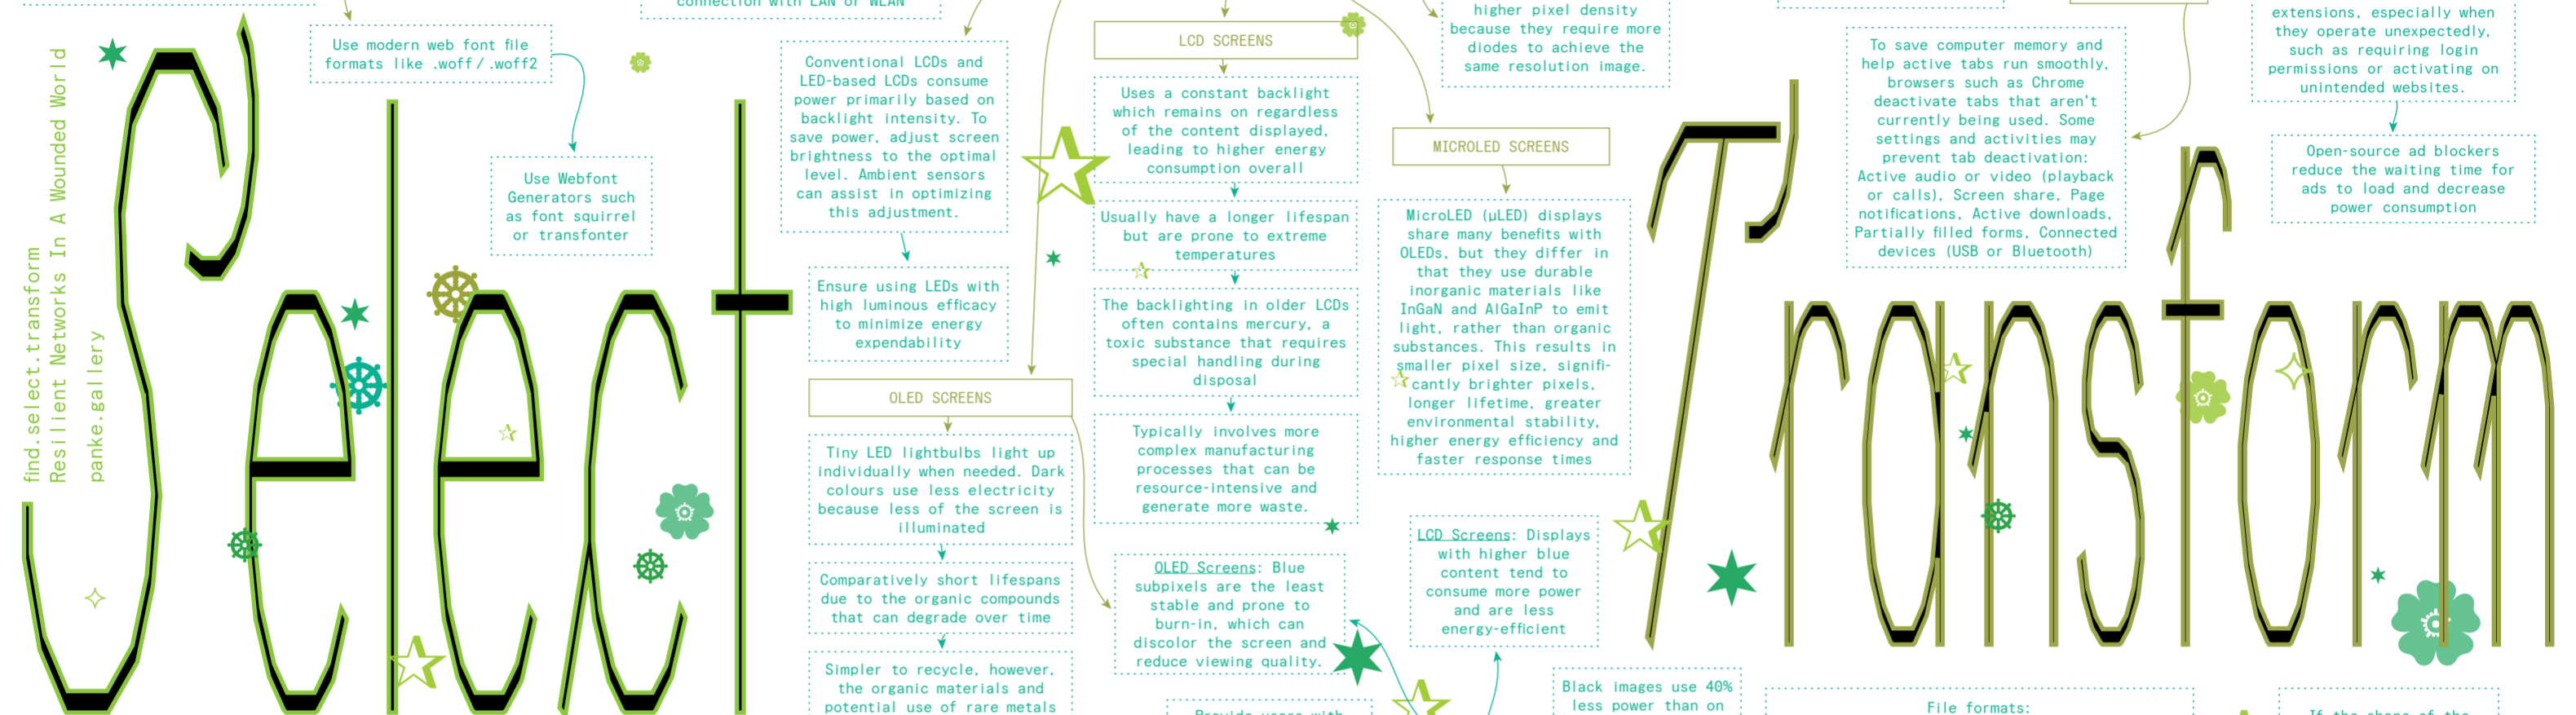 find.select.transform
Resilient Networks In A Wounded World
panke.gallery
Select
Transform
Use modern web font file
formats like .woff / .woff2
Use Webfont
Generators such
as font squirrel
or transfonter
connection with LAN or WLAN
Conventional LCDs and
LED-based LCDs consume
power primarily based on
backlight intensity. To
save power, adjust screen
brightness to the optimal
level. Ambient sensors
can assist in optimizing
this adjustment.
Ensure using LEDs with
high luminous efficacy
to minimize energy
expendability
OLED SCREENS
Tiny LED lightbulbs light up
individually when needed. Dark
colours use less electricity
because less of the screen is
illuminated
Comparatively short lifespans
due to the organic compounds
that can degrade over time
Simpler to recycle, however,
the organic materials and
potential use of rare metals
LCD SCREENS
Uses a constant backlight
which remains on regardless
of the content displayed,
leading to higher energy
consumption overall
Usually have a longer lifespan
but are prone to extreme
temperatures
The backlighting in older LCDs
often contains mercury, a
toxic substance that requires
special handling during
disposal
Typically involves more
complex manufacturing
processes that can be
resource-intensive and
generate more waste.
OLED Screens: Blue
subpixels are the least
stable and prone to
burn-in, which can
discolor the screen and
reduce viewing quality.
Provide users with
higher pixel density
because they require more
diodes to achieve the
same resolution image.
MICROLED SCREENS
MicroLED (µLED) displays
share many benefits with
OLEDs, but they differ in
that they use durable
inorganic materials like
InGaN and AlGaInP to emit
light, rather than organic
substances. This results in
smaller pixel size, signifi-
cantly brighter pixels,
longer lifetime, greater
environmental stability,
higher energy efficiency and
faster response times
LCD Screens: Displays
with higher blue
content tend to
consume more power
and are less
energy-efficient
Black images use 40%
less power than on
To save computer memory and
help active tabs run smoothly,
browsers such as Chrome
deactivate tabs that aren't
currently being used. Some
settings and activities may
prevent tab deactivation:
Active audio or video (playback
or calls), Screen share, Page
notifications, Active downloads,
Partially filled forms, Connected
devices (USB or Bluetooth)
extensions, especially when
they operate unexpectedly,
such as requiring login
permissions or activating on
unintended websites.
Open-source ad blockers
reduce the waiting time for
ads to load and decrease
power consumption
File formats:
If the shape of the